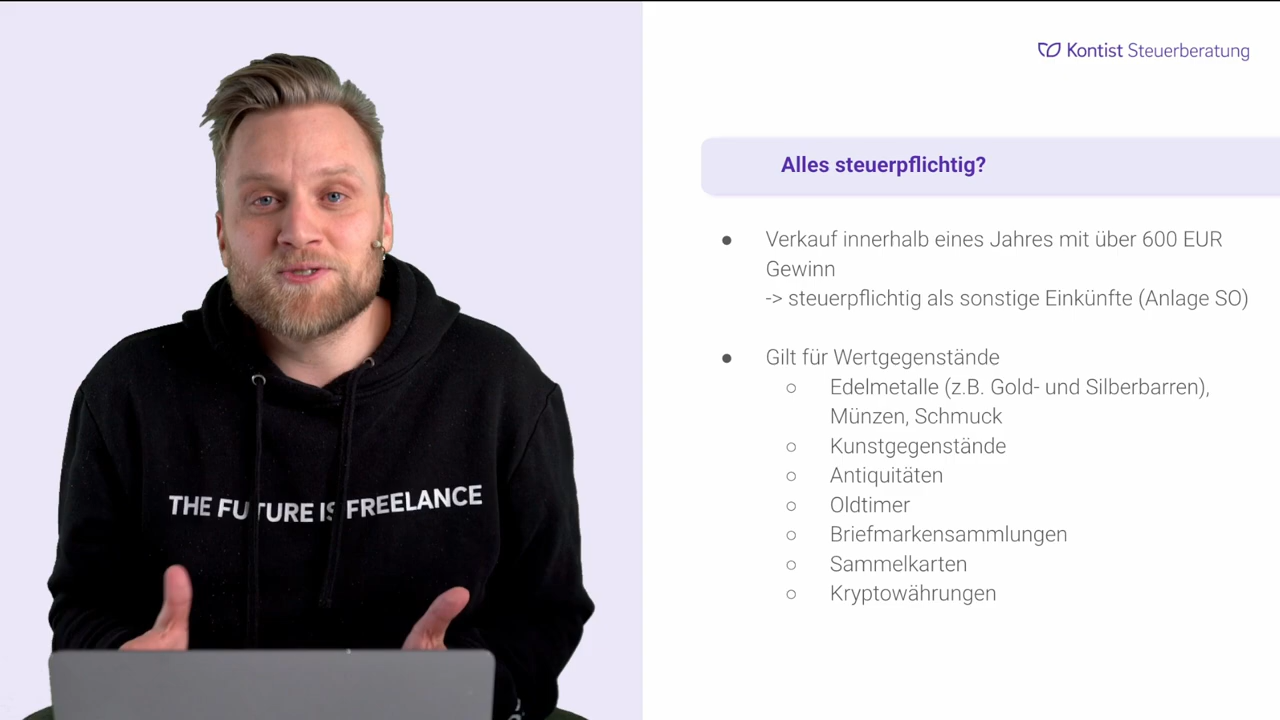 Kontist Steuerberatung
Alles steuerpflichtig?
● Verkauf innerhalb eines Jahres mit über 600 EUR
Gewinn
-> steuerpflichtig als sonstige Einkünfte (Anlage SO)
● Gilt für Wertgegenstände
○ Edelmetalle (z.B. Gold- und Silberbarren),
Münzen, Schmuck
○ Kunstgegenstände
○ Antiquitäten
○ Oldtimer
○ Briefmarkensammlungen
○ Sammelkarten
○ Kryptowährungen
THE FUTURE IS FREELANCE